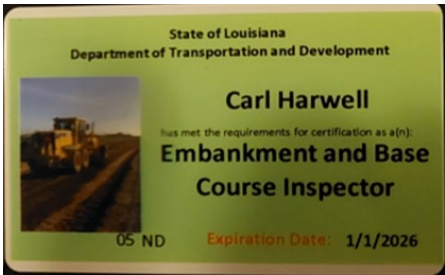 State of Louisiana
Department of Transportation and Development
Carl Harwell
has met the requirements for certification as a(n):
Embankment and Base
Course Inspector
05 ND Expiration Date: 1/1/2026